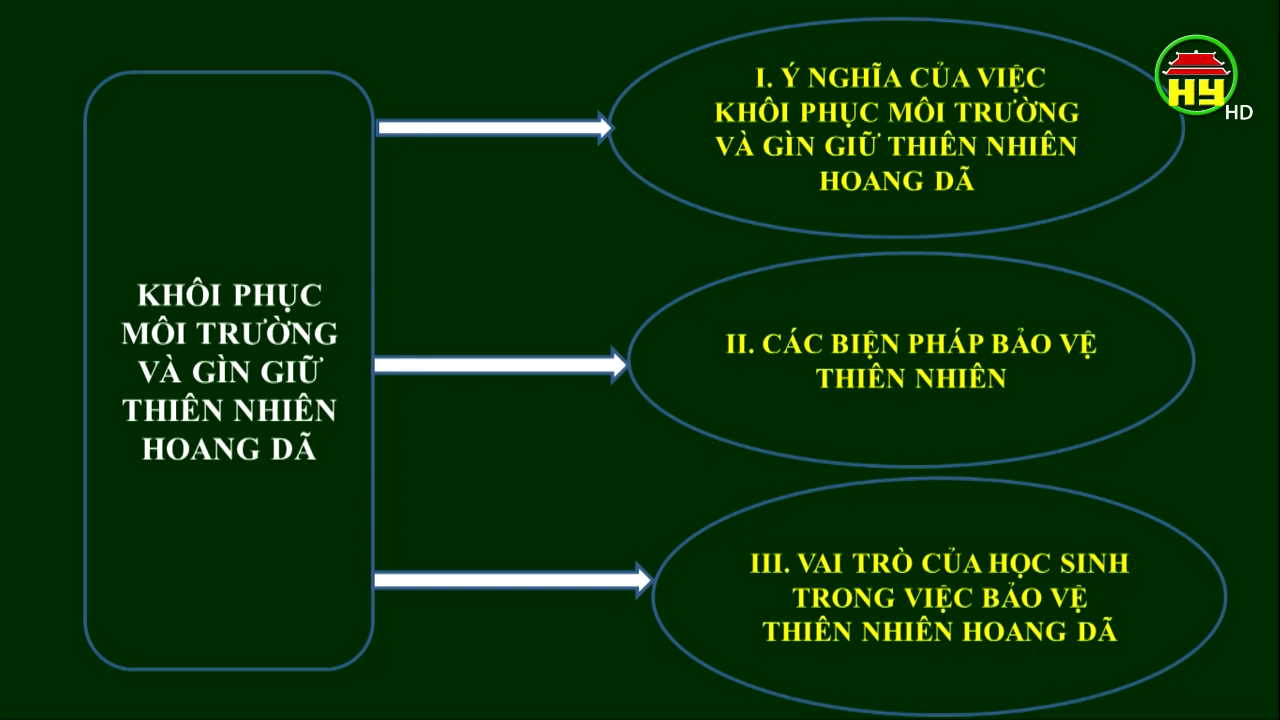 KHÔI PHỤC
MÔI TRƯỜNG
VÀ GÌN GIỮ
THIÊN NHIÊN
HOANG DÃ
I. Ý NGHĨA CỦA VIỆC
KHÔI PHỤC MÔI TRƯỜNG
VÀ GÌN GIỮ THIÊN NHIÊN
HOANG DÃ
II. CÁC BIỆN PHÁP BẢO VỆ
THIÊN NHIÊN
III. VAI TRÒ CỦA HỌC SINH
TRONG VIỆC BẢO VỆ
THIÊN NHIÊN HOANG DÃ
HY
HD